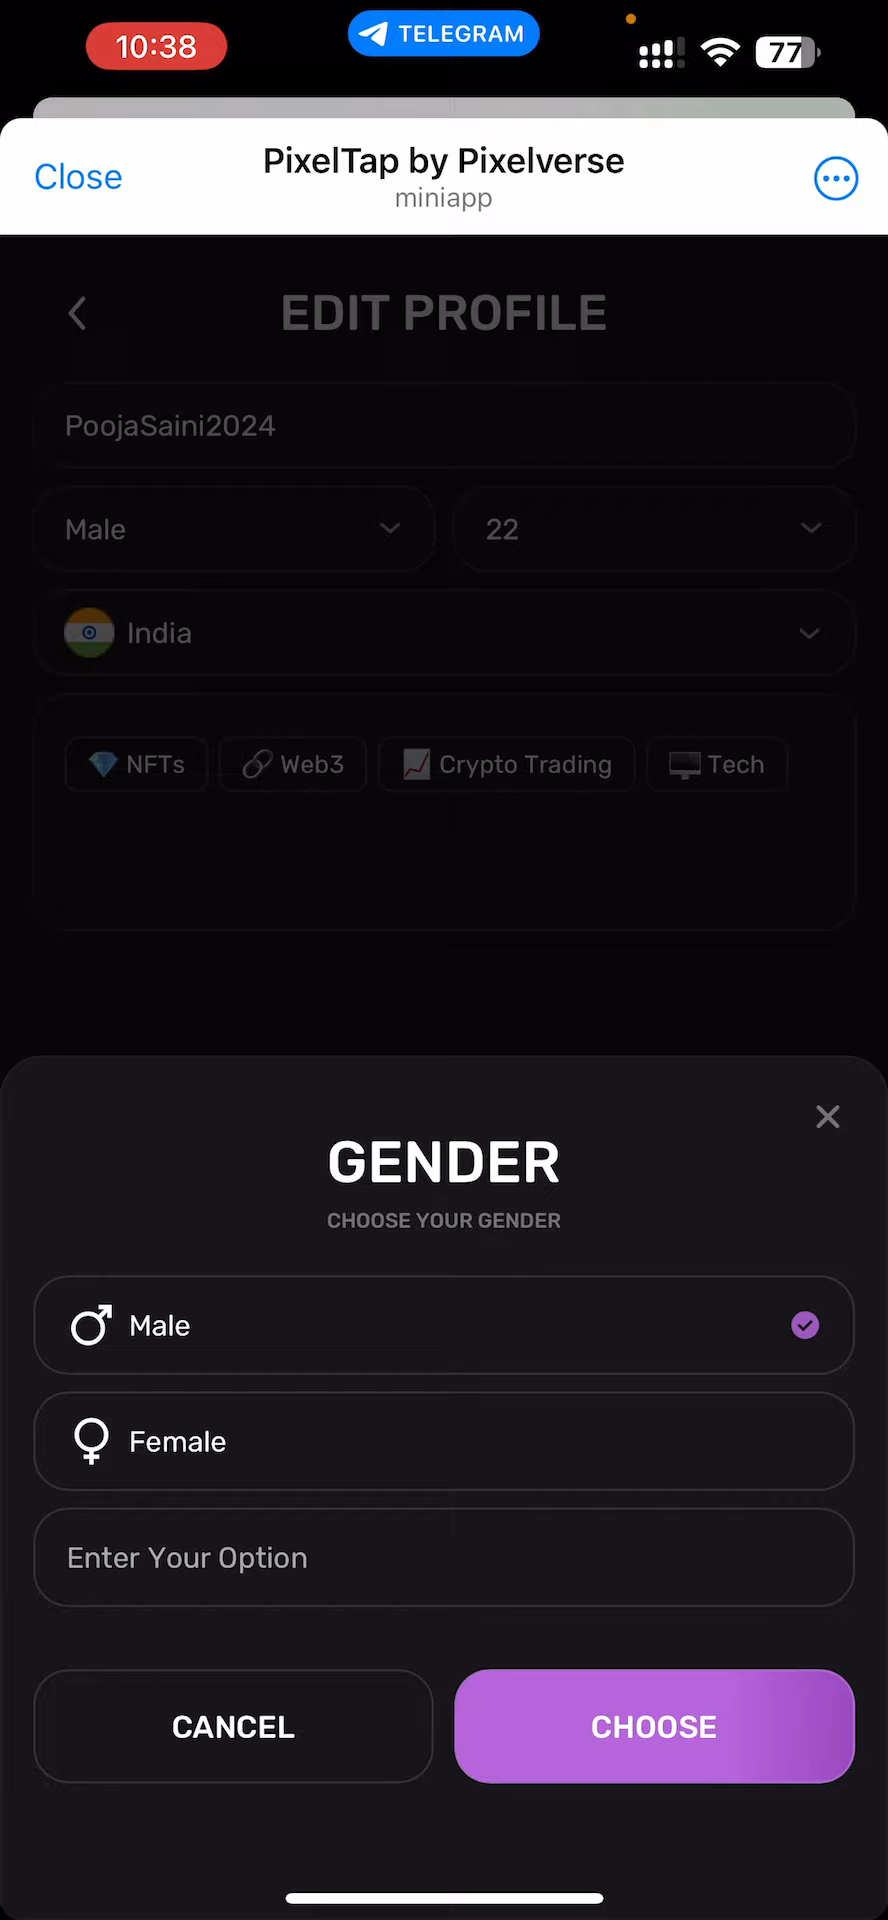 10:38
TELEGRAM
77
Close
PixelTap by Pixelverse
miniapp
EDIT PROFILE
PoojaSaini2024
Male
22
India
NFTs
Web3
Crypto Trading
Tech
GENDER
CHOOSE YOUR GENDER
Male
Female
Enter Your Option
CANCEL
CHOOSE